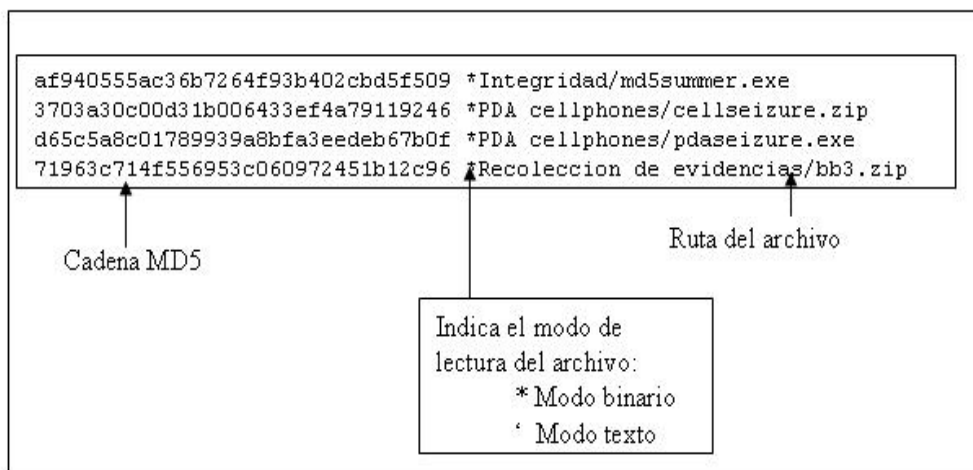 af940555ac36b7264f93b402cbd5f509 *Integridad/md5summer.exe
3703a30c00d31b006433ef4a79119246 *PDA cellphones/cellseizure.zip
d65c5a8c01789939a8bfa3eedeb67b0f *PDA cellphones/pdaseizure.exe
71963c714f556953c060972451b12c96 *Recoleccion de evidencias/bb3.zip
Cadena MD5
Ruta del archivo
Indica el modo de
lectura del archivo:
* Modo binario
‘ Modo texto